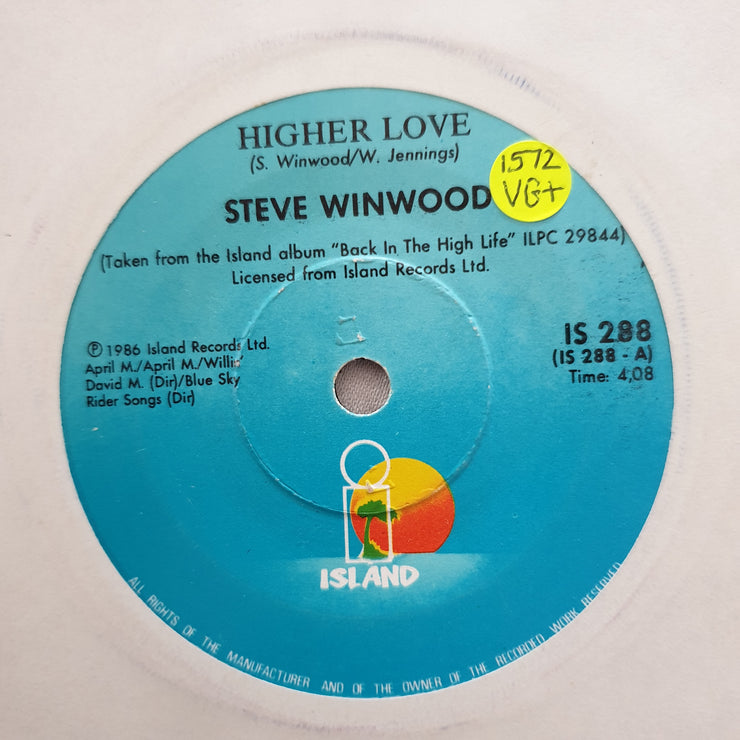 HIGHER LOVE
(S. Winwood/W. Jennings)
1572
VG+
STEVE WINWOOD
(Taken from the Island album "Back In The High Life" ILPC 29844)
Licensed from Island Records Ltd.
℗ 1986 Island Records Ltd.
April M./April M./Willin'
David M. (Dir)/Blue Sky
Rider Songs (Dir)
IS 288
(IS 288 - A)
Time: 4,08
ISLAND
ALL RIGHTS OF THE MANUFACTURER AND OF THE OWNER OF THE RECORDED WORK RESERVED